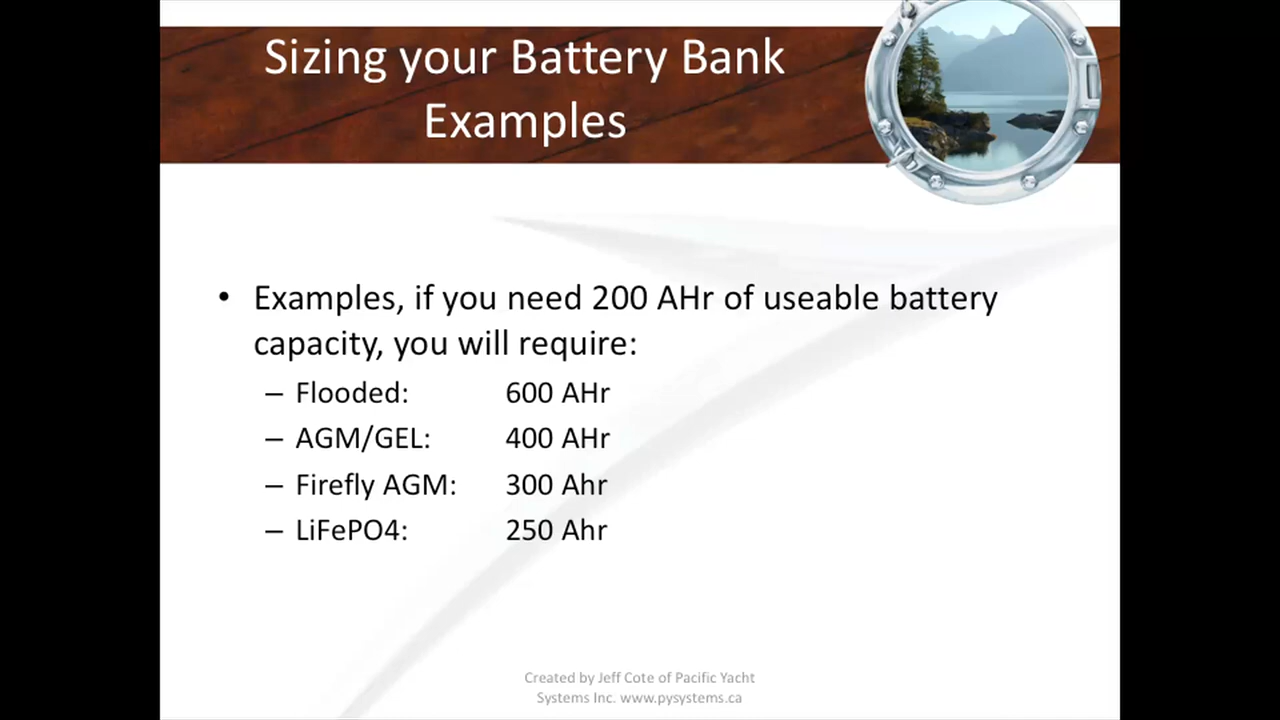 Sizing your Battery Bank
Examples
• Examples, if you need 200 AHr of useable battery
capacity, you will require:
– Flooded: 600 AHr
– AGM/GEL: 400 AHr
– Firefly AGM: 300 Ahr
– LiFePO4: 250 Ahr
Created by Jeff Cote of Pacific Yacht
Systems Inc. www.pysystems.ca